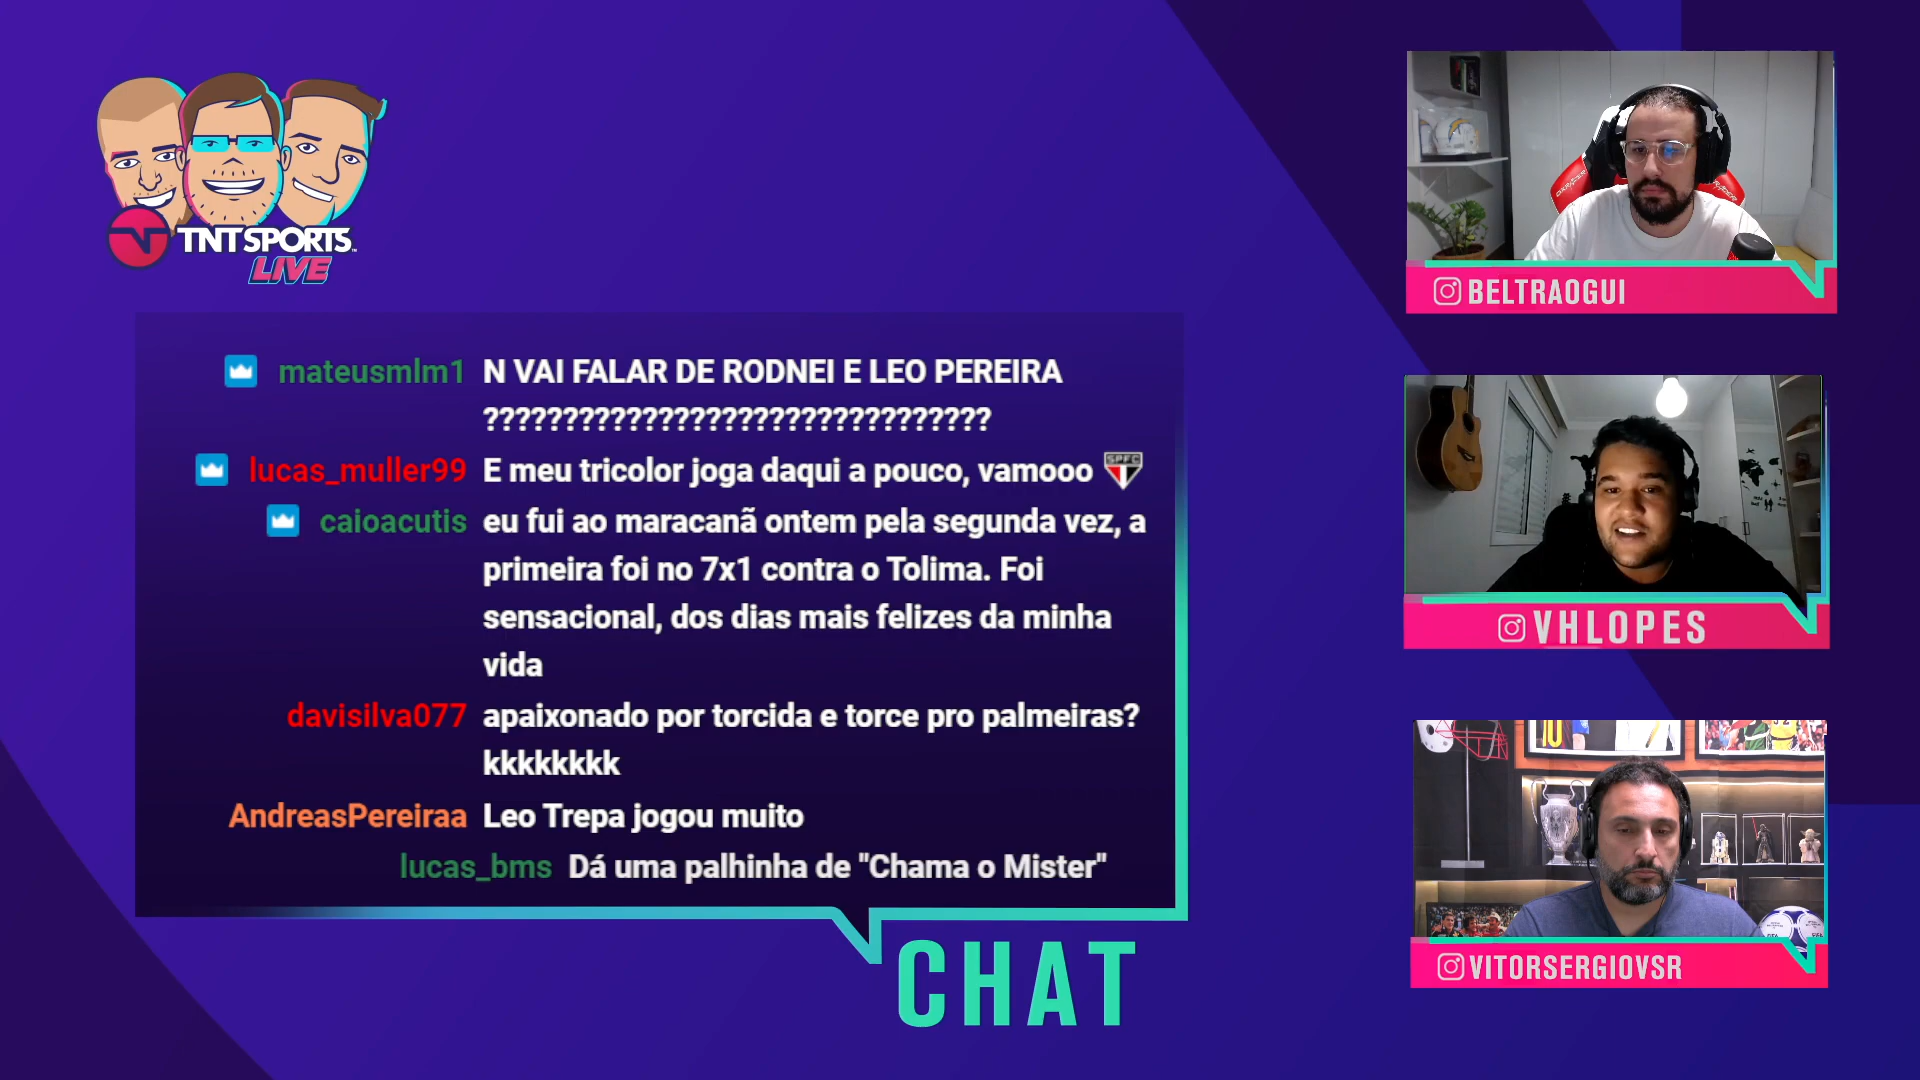 TNT SPORTS
LIVE
mateusmlm1 N VAI FALAR DE RODNEI E LEO PEREIRA
????????????????????????????????
lucas_muller99 E meu tricolor joga daqui a pouco, vamooo
SPFC
caioacutis eu fui ao maracanã ontem pela segunda vez, a
primeira foi no 7x1 contra o Tolima. Foi
sensacional, dos dias mais felizes da minha
vida
davisilva077 apaixonado por torcida e torce pro palmeiras?
kkkkkkkk
AndreasPereiraa Leo Trepa jogou muito
lucas_bms Dá uma palhinha de "Chama o Mister"
CHAT
BELTRAOGUI
VHLOPES
10
VITORSERGIOVSR